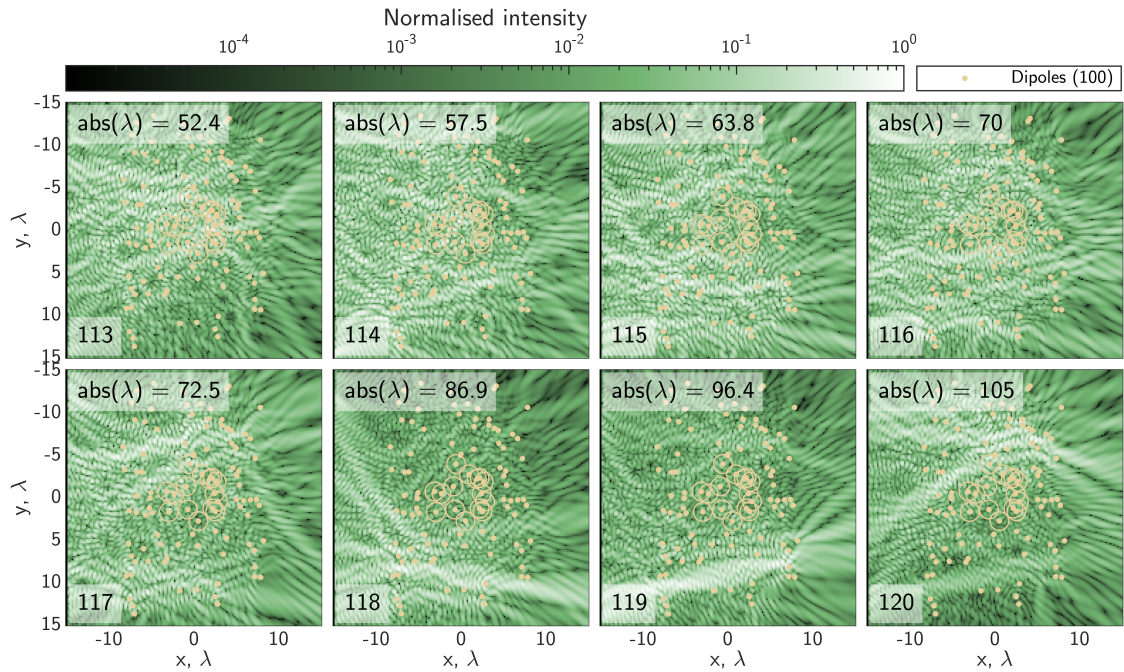 Normalised intensity
10-4 10-3 10-2 10-1 100
Dipoles (100)
abs(λ) = 52.4 abs(λ) = 57.5 abs(λ) = 63.8 abs(λ) = 70
-15
-10
-5
0
5
10
15
y, λ
113 114 115 116
abs(λ) = 72.5 abs(λ) = 86.9 abs(λ) = 96.4 abs(λ) = 105
-15
-10
-5
0
5
10
15
y, λ
117 118 119 120
-10 0 10 -10 0 10 -10 0 10 -10 0 10
x, λ x, λ x, λ x, λ